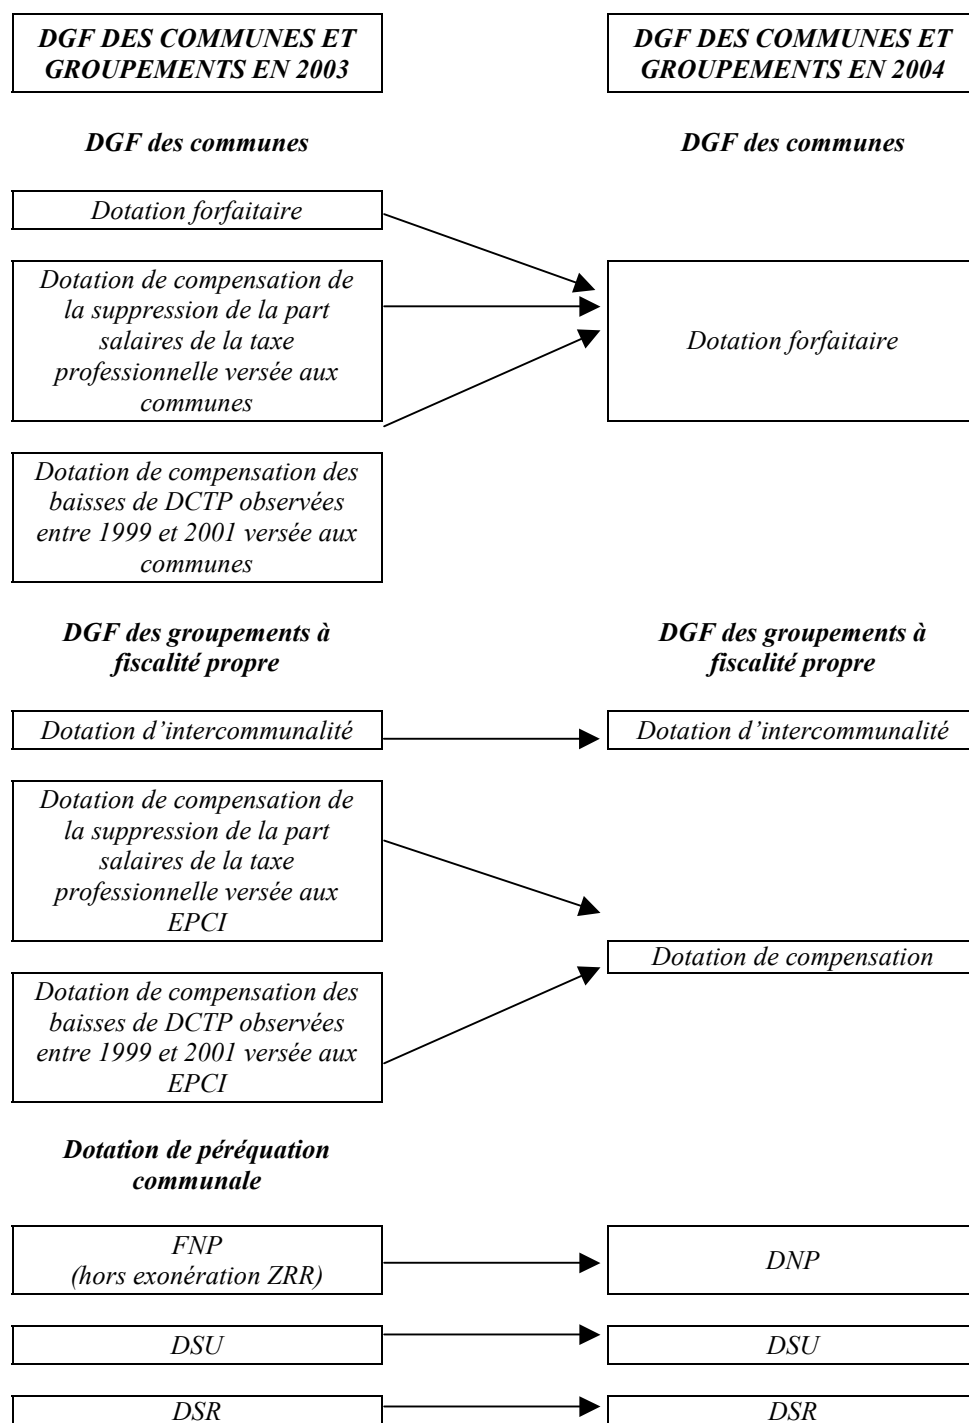 DGF DES COMMUNES ET
GROUPEMENTS EN 2003
DGF DES COMMUNES ET
GROUPEMENTS EN 2004
DGF des communes
DGF des communes
Dotation forfaitaire
Dotation de compensation de
la suppression de la part
salaires de la taxe
professionnelle versée aux
communes
Dotation forfaitaire
Dotation de compensation des
baisses de DCTP observées
entre 1999 et 2001 versée aux
communes
DGF des groupements à
fiscalité propre
DGF des groupements à
fiscalité propre
Dotation d’intercommunalité
Dotation d’intercommunalité
Dotation de compensation de
la suppression de la part
salaires de la taxe
professionnelle versée aux
EPCI
Dotation de compensation
Dotation de compensation des
baisses de DCTP observées
entre 1999 et 2001 versée aux
EPCI
Dotation de péréquation
communale
FNP
(hors exonération ZRR)
DNP
DSU
DSU
DSR
DSR